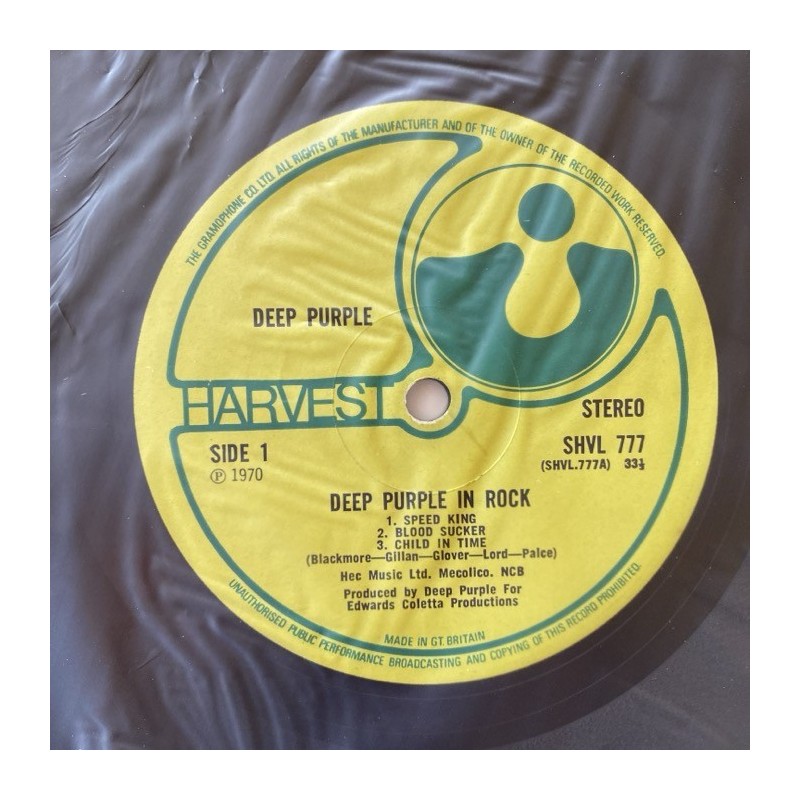 THE GRAMOPHONE CO. LTD. ALL RIGHTS OF THE MANUFACTURER AND OF THE OWNER OF THE RECORDED WORK RESERVED.
DEEP PURPLE
HARVEST
STEREO
SIDE 1
SHVL 777
℗ 1970
(SHVL.777A) 33⅓
DEEP PURPLE IN ROCK
1. SPEED KING
2. BLOOD SUCKER
3. CHILD IN TIME
(Blackmore—Gillan—Glover—Lord—Palce)
Hec Music Ltd. Mecolico. NCB
Produced by Deep Purple For
Edwards Coletta Productions
MADE IN GT. BRITAIN
UNAUTHORISED PUBLIC PERFORMANCE BROADCASTING AND COPYING OF THIS RECORD PROHIBITED.